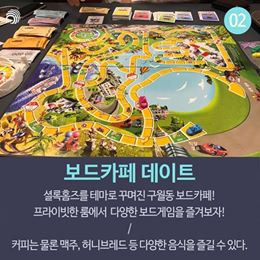 02
보드카페 데이트
셜록홈즈를 테마로 꾸며진 구월동 보드카페!
프라이빗한 룸에서 다양한 보드게임을 즐겨보자!
/
커피는 물론 맥주, 허니브레드 등 다양한 음식을 즐길 수 있다.